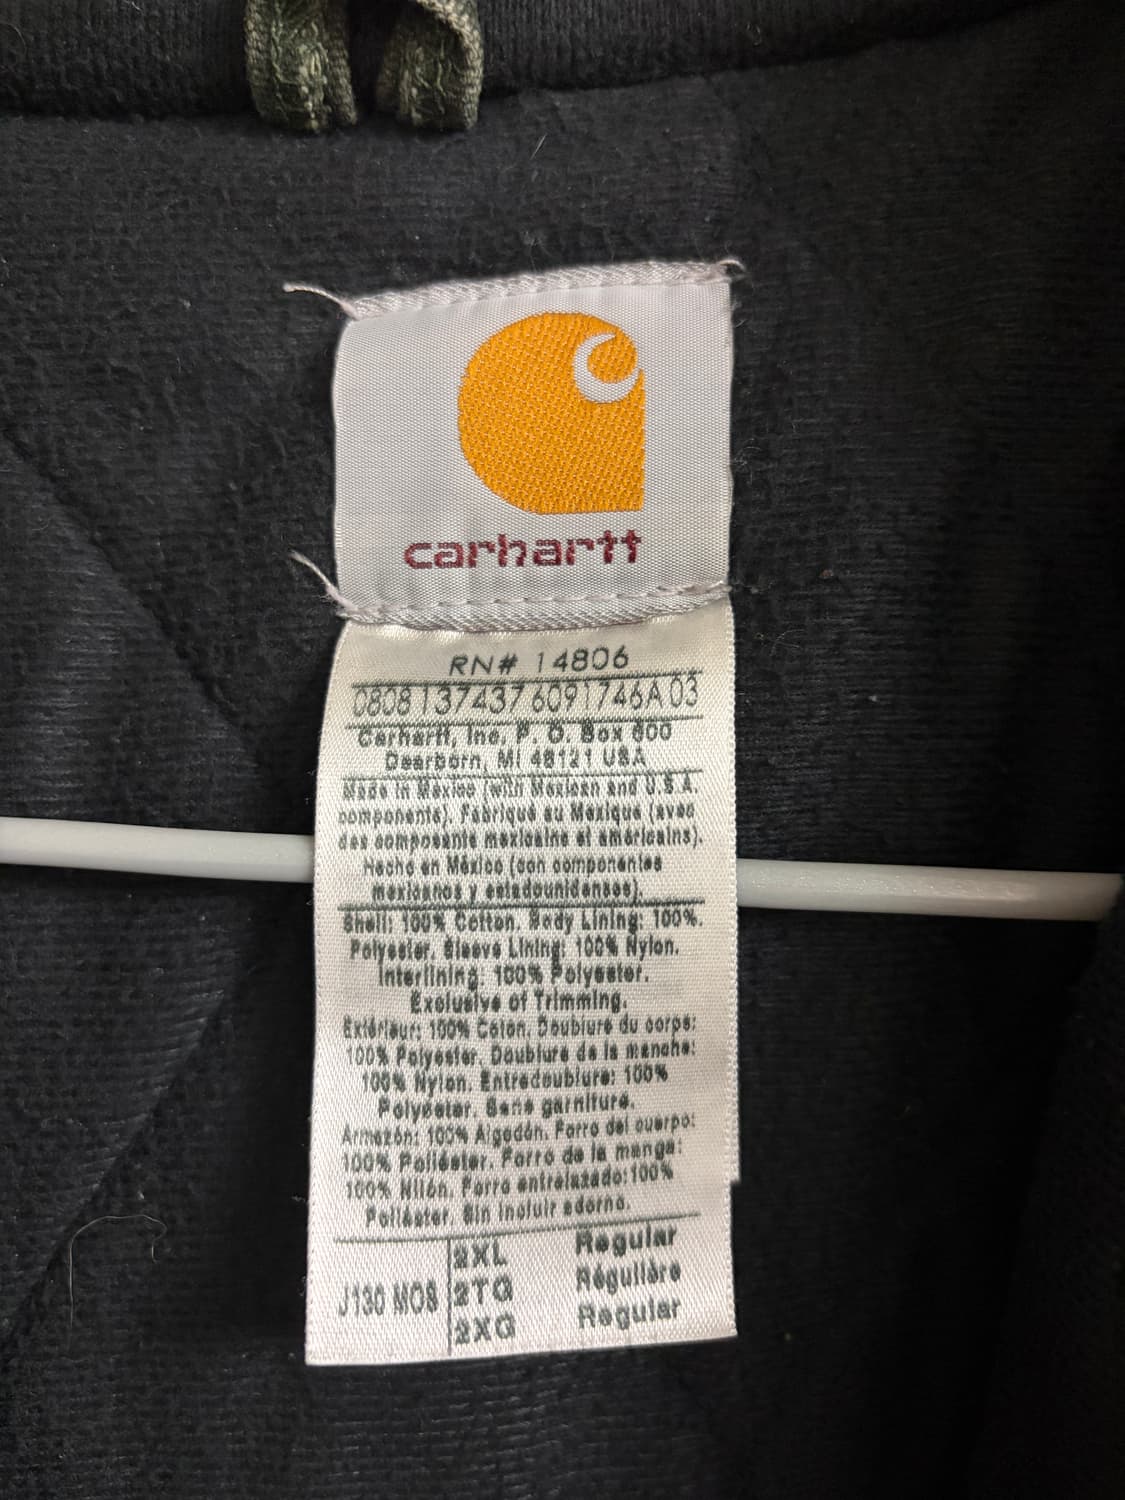 carhartt
RN# 14806
0808 137437 6091746A 03
Carhartt, Inc. P. O. Box 600
Dearborn, MI 48121 USA
Made in Mexico (with Mexican and U.S.A.
components). Fabriqué au Mexique (avec
des composants mexicains et américains).
Hecho en México (con componentes
mexicanos y estadounidenses).
Shell: 100% Cotton. Body Lining: 100%.
Polyester. Sleeve Lining: 100% Nylon.
Interlining: 100% Polyester.
Exclusive of Trimming.
Extérieur: 100% Coton. Doublure du corps:
100% Polyester. Doublure de la manche:
100% Nylon. Entredoublure: 100%
Polyester. Sans garniture.
Armazón: 100% Algodón. Forro del cuerpo:
100% Poliéster. Forro de la manga:
100% Nilón. Forro entrelazado:100%
Poliéster. Sin incluir adorno.
2XL Regular
J130 MOS 2TG Régulière
2XG Regular